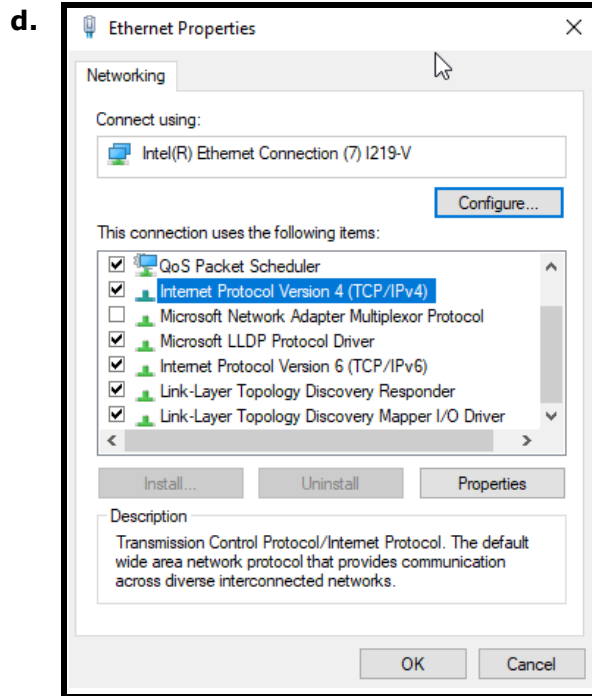 d.
Ethernet Properties
Networking
Connect using:
Intel(R) Ethernet Connection (7) I219-V
Configure...
This connection uses the following items:
QoS Packet Scheduler
Internet Protocol Version 4 (TCP/IPv4)
Microsoft Network Adapter Multiplexor Protocol
Microsoft LLDP Protocol Driver
Internet Protocol Version 6 (TCP/IPv6)
Link-Layer Topology Discovery Responder
Link-Layer Topology Discovery Mapper I/O Driver
Install... Uninstall Properties
Description
Transmission Control Protocol/Internet Protocol. The default
wide area network protocol that provides communication
across diverse interconnected networks.
OK Cancel